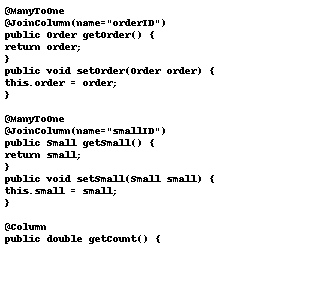 @ManyToOne
@JoinColumn(name="orderID")
public Order getOrder() {
return order;
}
public void setOrder(Order order) {
this.order = order;
}
@ManyToOne
@JoinColumn(name="smallID")
public Small getSmall() {
return small;
}
public void setSmall(Small small) {
this.small = small;
}
@Column
public double getCount() {